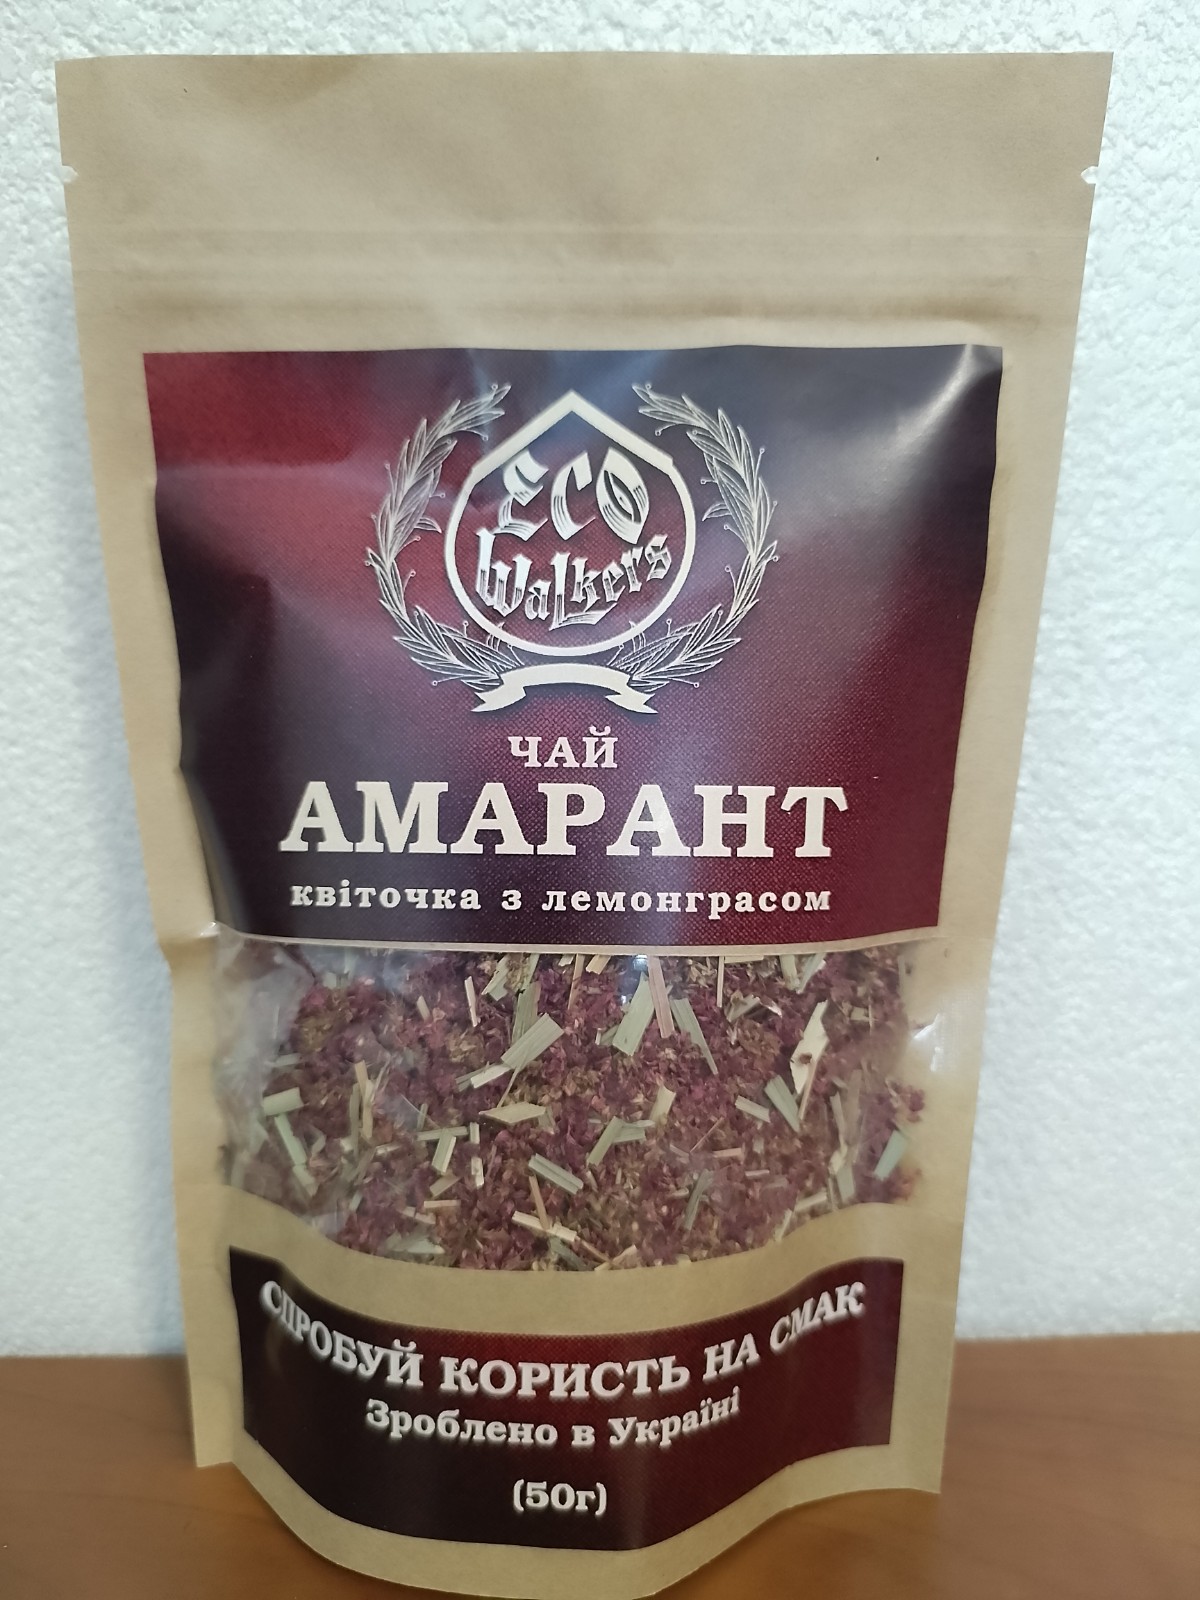 ECO
Walkers
ЧАЙ
АМАРАНТ
квіточка з лемонграсом
СПРОБУЙ КОРИСТЬ НА СМАК
Зроблено в Україні
(50г)